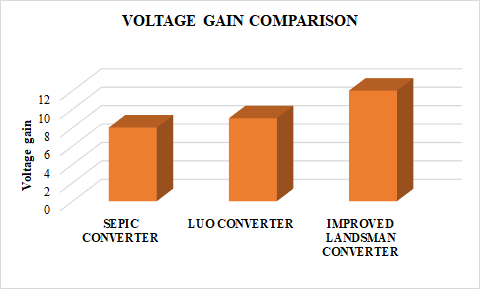 VOLTAGE GAIN COMPARISON
Voltage gain
12
10
8
6
4
2
0
SEPIC
CONVERTER
LUO CONVERTER
IMPROVED
LANDSMAN
CONVERTER